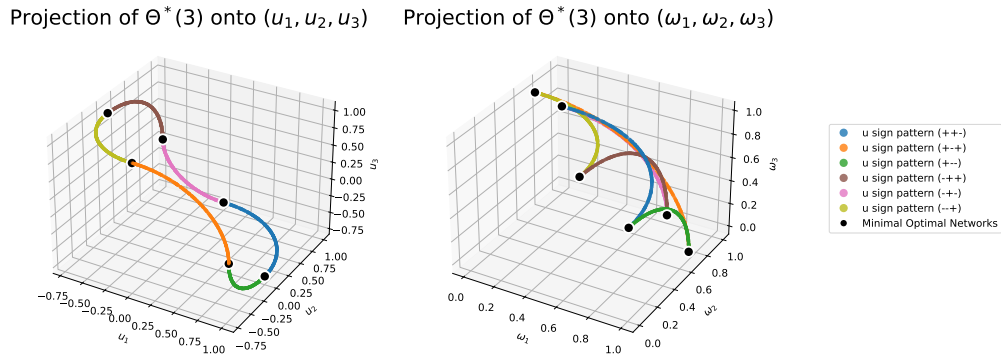 Projection of Θ*(3) onto (u₁, u₂, u₃)
1.00
0.75
0.50
0.25
0.00
−0.25
−0.50
−0.75
u₃
−0.75
−0.50
−0.25
0.00
0.25
0.50
0.75
1.00
u₁
−0.75
−0.50
−0.25
0.00
0.25
0.50
0.75
1.00
u₂
Projection of Θ*(3) onto (ω₁, ω₂, ω₃)
1.0
0.8
0.6
0.4
0.2
0.0
ω₃
0.0
0.2
0.4
0.6
0.8
1.0
ω₁
0.0
0.2
0.4
0.6
0.8
1.0
ω₂
u sign pattern (++-)
u sign pattern (+-+)
u sign pattern (+--)
u sign pattern (-++)
u sign pattern (-+-)
u sign pattern (--+)
Minimal Optimal Networks